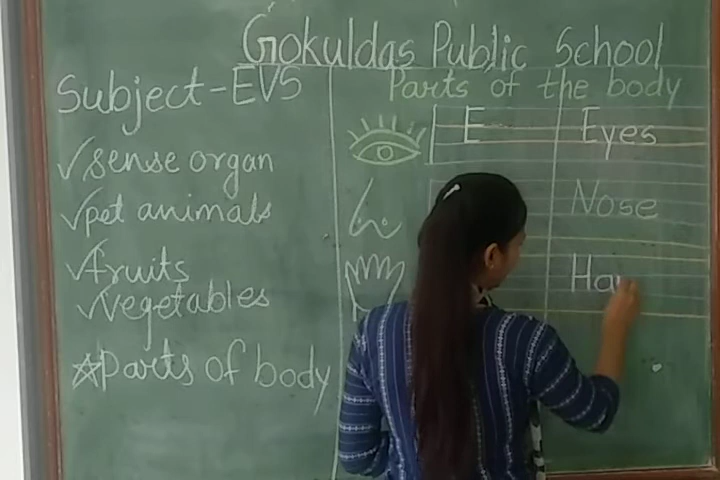 Gokuldas Public School
Subject-EVS
✓sense organ
✓pet animals
✓fruits
✓vegetables
☆Parts of body
Parts of the body
E Eyes
Nose
Ha